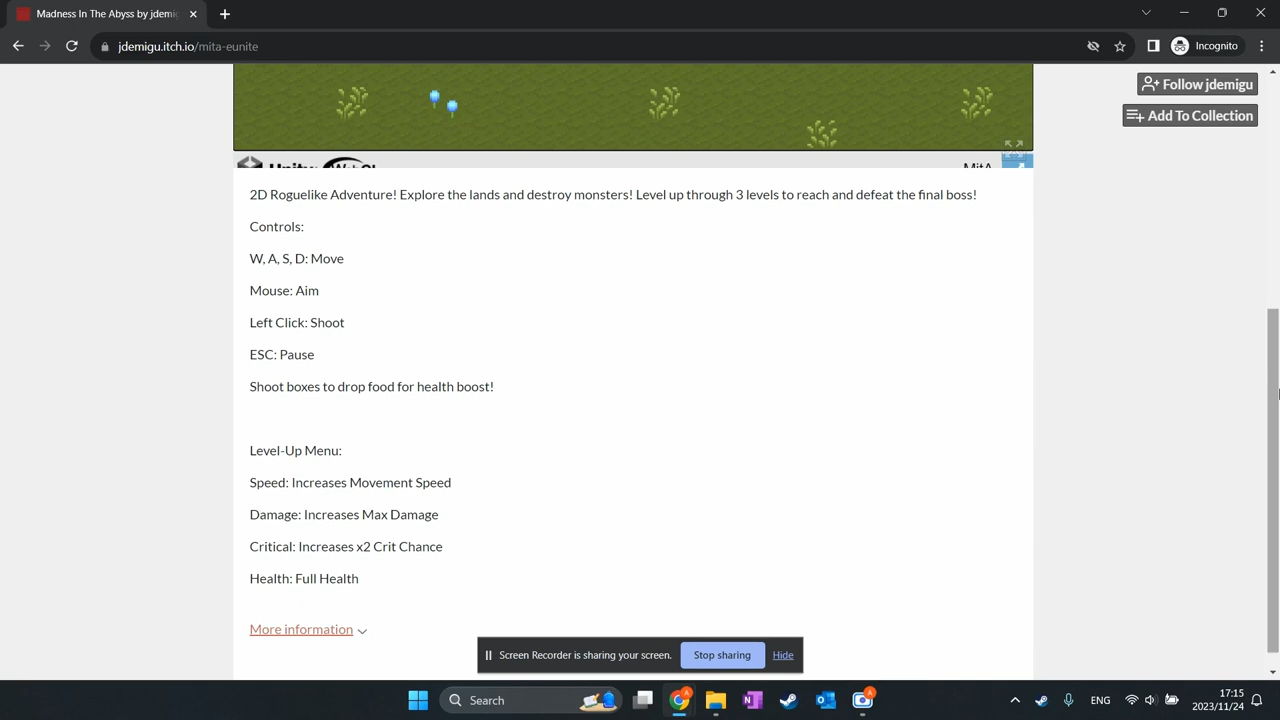 Madness In The Abyss by jdemig
jdemigu.itch.io/mita-eunite
Incognito
Follow jdemigu
Add To Collection
MitA
2D Roguelike Adventure! Explore the lands and destroy monsters! Level up through 3 levels to reach and defeat the final boss!
Controls:
W, A, S, D: Move
Mouse: Aim
Left Click: Shoot
ESC: Pause
Shoot boxes to drop food for health boost!
Level-Up Menu:
Speed: Increases Movement Speed
Damage: Increases Max Damage
Critical: Increases x2 Crit Chance
Health: Full Health
More information
Screen Recorder is sharing your screen. Stop sharing Hide
Search
ENG
17:15
2023/11/24